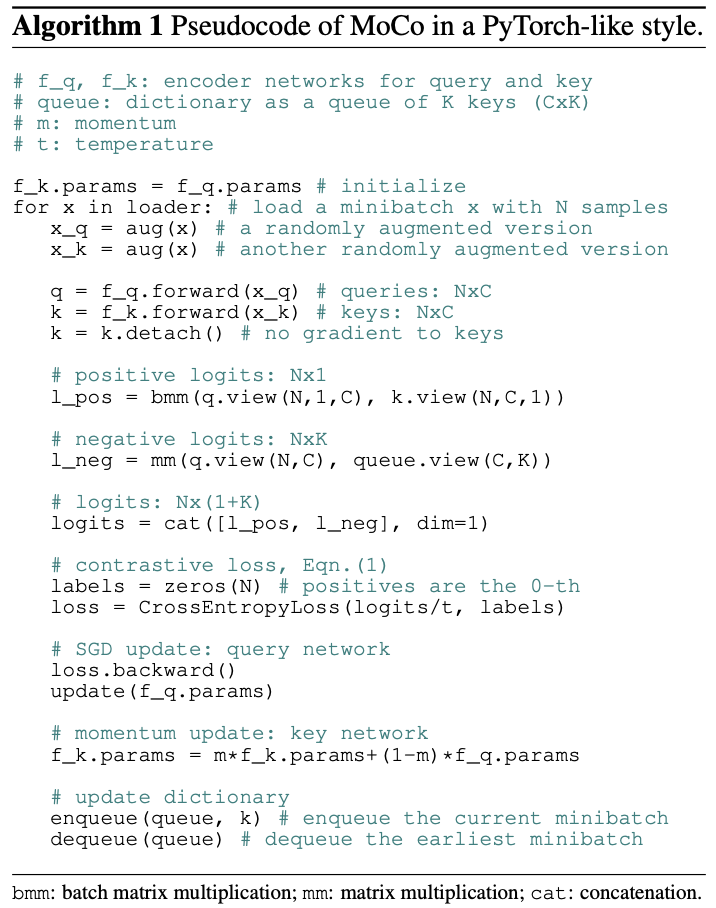 Algorithm 1 Pseudocode of MoCo in a PyTorch-like style.
# f_q, f_k: encoder networks for query and key
# queue: dictionary as a queue of K keys (CxK)
# m: momentum
# t: temperature
f_k.params = f_q.params # initialize
for x in loader: # load a minibatch x with N samples
x_q = aug(x) # a randomly augmented version
x_k = aug(x) # another randomly augmented version
q = f_q.forward(x_q) # queries: NxC
k = f_k.forward(x_k) # keys: NxC
k = k.detach() # no gradient to keys
# positive logits: Nx1
l_pos = bmm(q.view(N,1,C), k.view(N,C,1))
# negative logits: NxK
l_neg = mm(q.view(N,C), queue.view(C,K))
# logits: Nx(1+K)
logits = cat([l_pos, l_neg], dim=1)
# contrastive loss, Eqn.(1)
labels = zeros(N) # positives are the 0-th
loss = CrossEntropyLoss(logits/t, labels)
# SGD update: query network
loss.backward()
update(f_q.params)
# momentum update: key network
f_k.params = m*f_k.params+(1-m)*f_q.params
# update dictionary
enqueue(queue, k) # enqueue the current minibatch
dequeue(queue) # dequeue the earliest minibatch
bmm: batch matrix multiplication; mm: matrix multiplication; cat: concatenation.